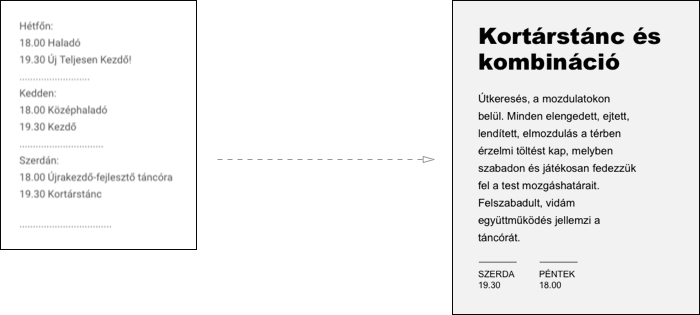 Hétfőn:
18.00 Haladó
19.30 Új Teljesen Kezdő!
..........................
Kedden:
18.00 Középhaladó
19.30 Kezdő
...............................
Szerdán:
18.00 Újrakezdő-fejlesztő táncóra
19.30 Kortárstánc
..................................
Kortárstánc és
kombináció
Útkeresés, a mozdulatokon
belül. Minden elengedett, ejtett,
lendített, elmozdulás a térben
érzelmi töltést kap, melyben
szabadon és játékosan fedezzük
fel a test mozgáshatárait.
Felszabadult, vidám
együttműködés jellemzi a
táncórát.
SZERDA PÉNTEK
19.30 18.00